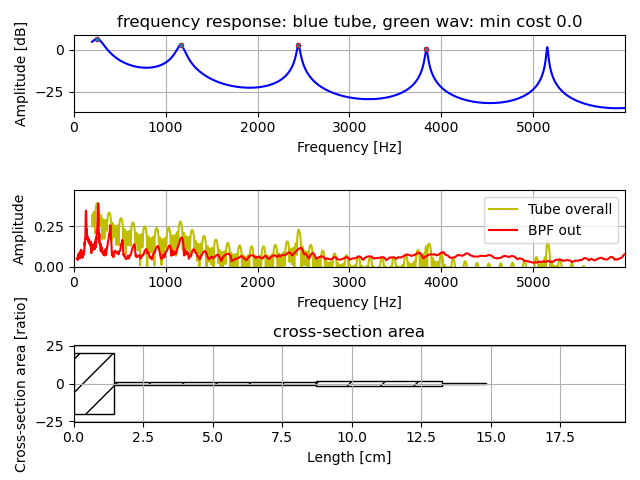 frequency response: blue tube, green wav: min cost 0.0
Amplitude [dB]
0
−25
0 1000 2000 3000 4000 5000
Frequency [Hz]
Amplitude
0.25
0.00
Tube overall
BPF out
0 1000 2000 3000 4000 5000
Frequency [Hz]
cross-section area
Cross-section area [ratio]
25
0
−25
0.0 2.5 5.0 7.5 10.0 12.5 15.0 17.5
Length [cm]